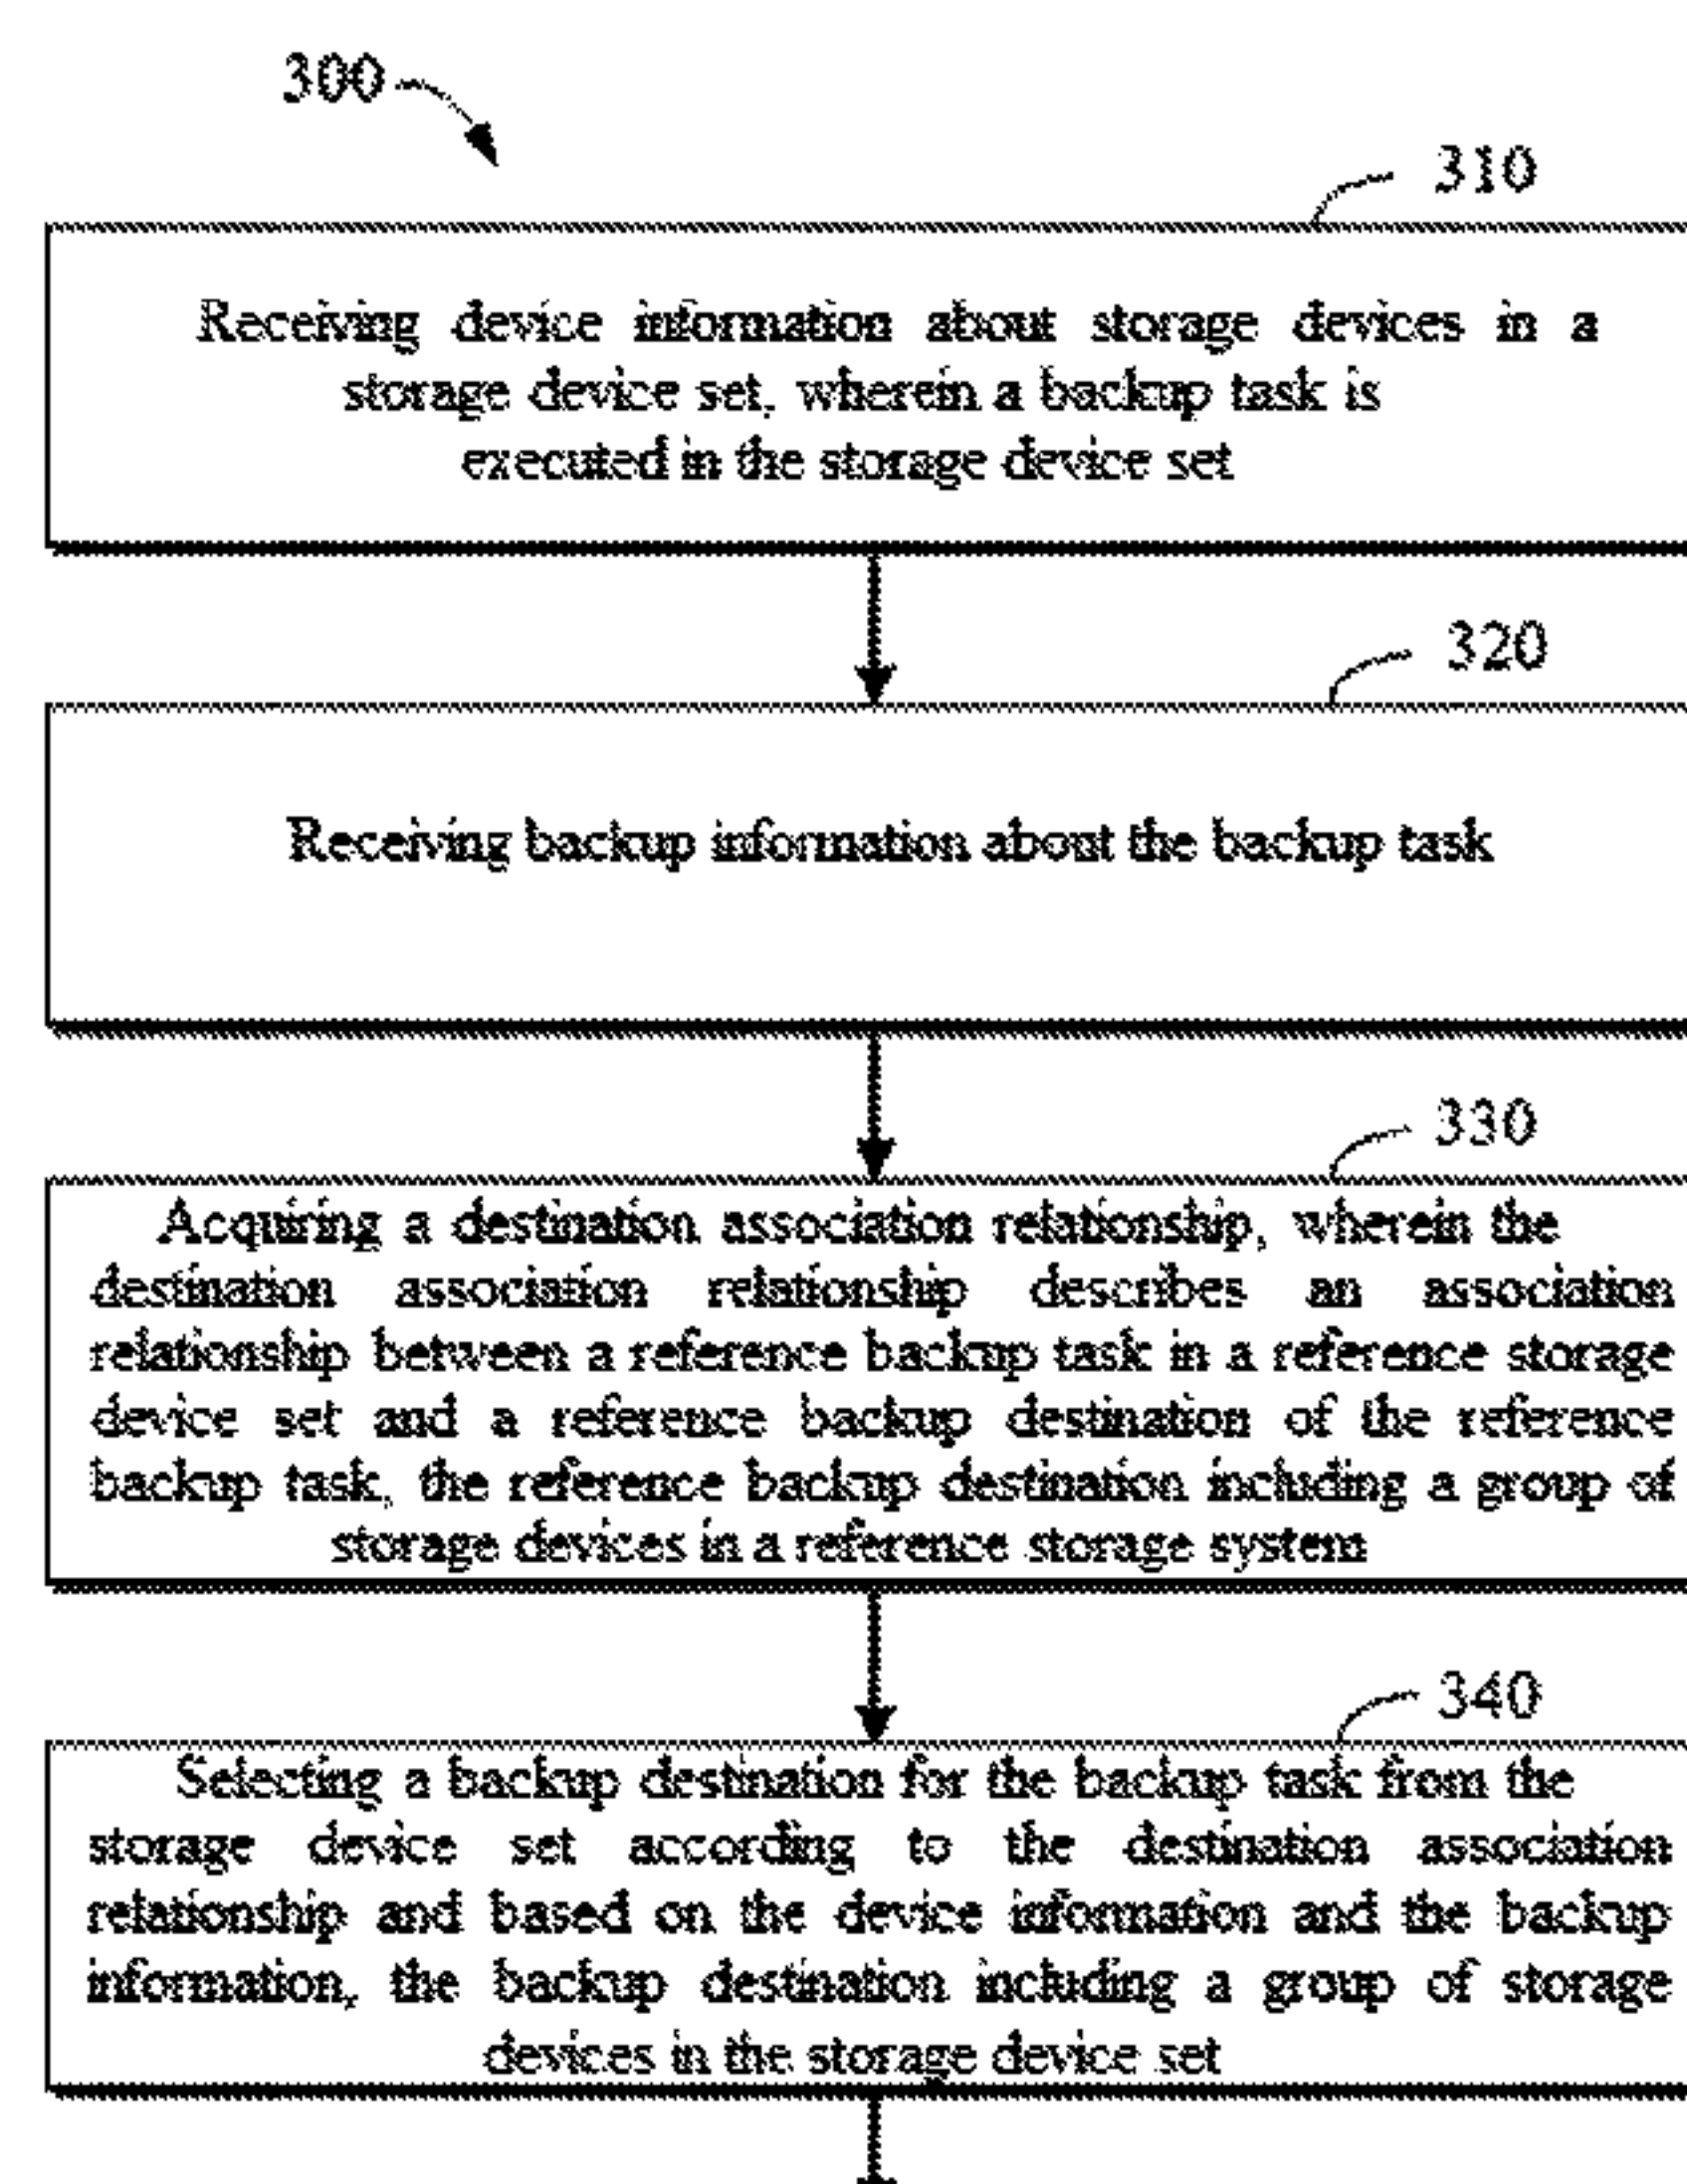 300
310
Receiving device information about storage devices in a
storage device set, wherein a backup task is
executed in the storage device set
320
Receiving backup information about the backup task
330
Acquiring a destination association relationship, wherein the
destination association relationship describes an association
relationship between a reference backup task in a reference storage
device set and a reference backup destination of the reference
backup task, the reference backup destination including a group of
storage devices in a reference storage system
340
Selecting a backup destination for the backup task from the
storage device set according to the destination association
relationship and based on the device information and the backup
information, the backup destination including a group of storage
devices in the storage device set